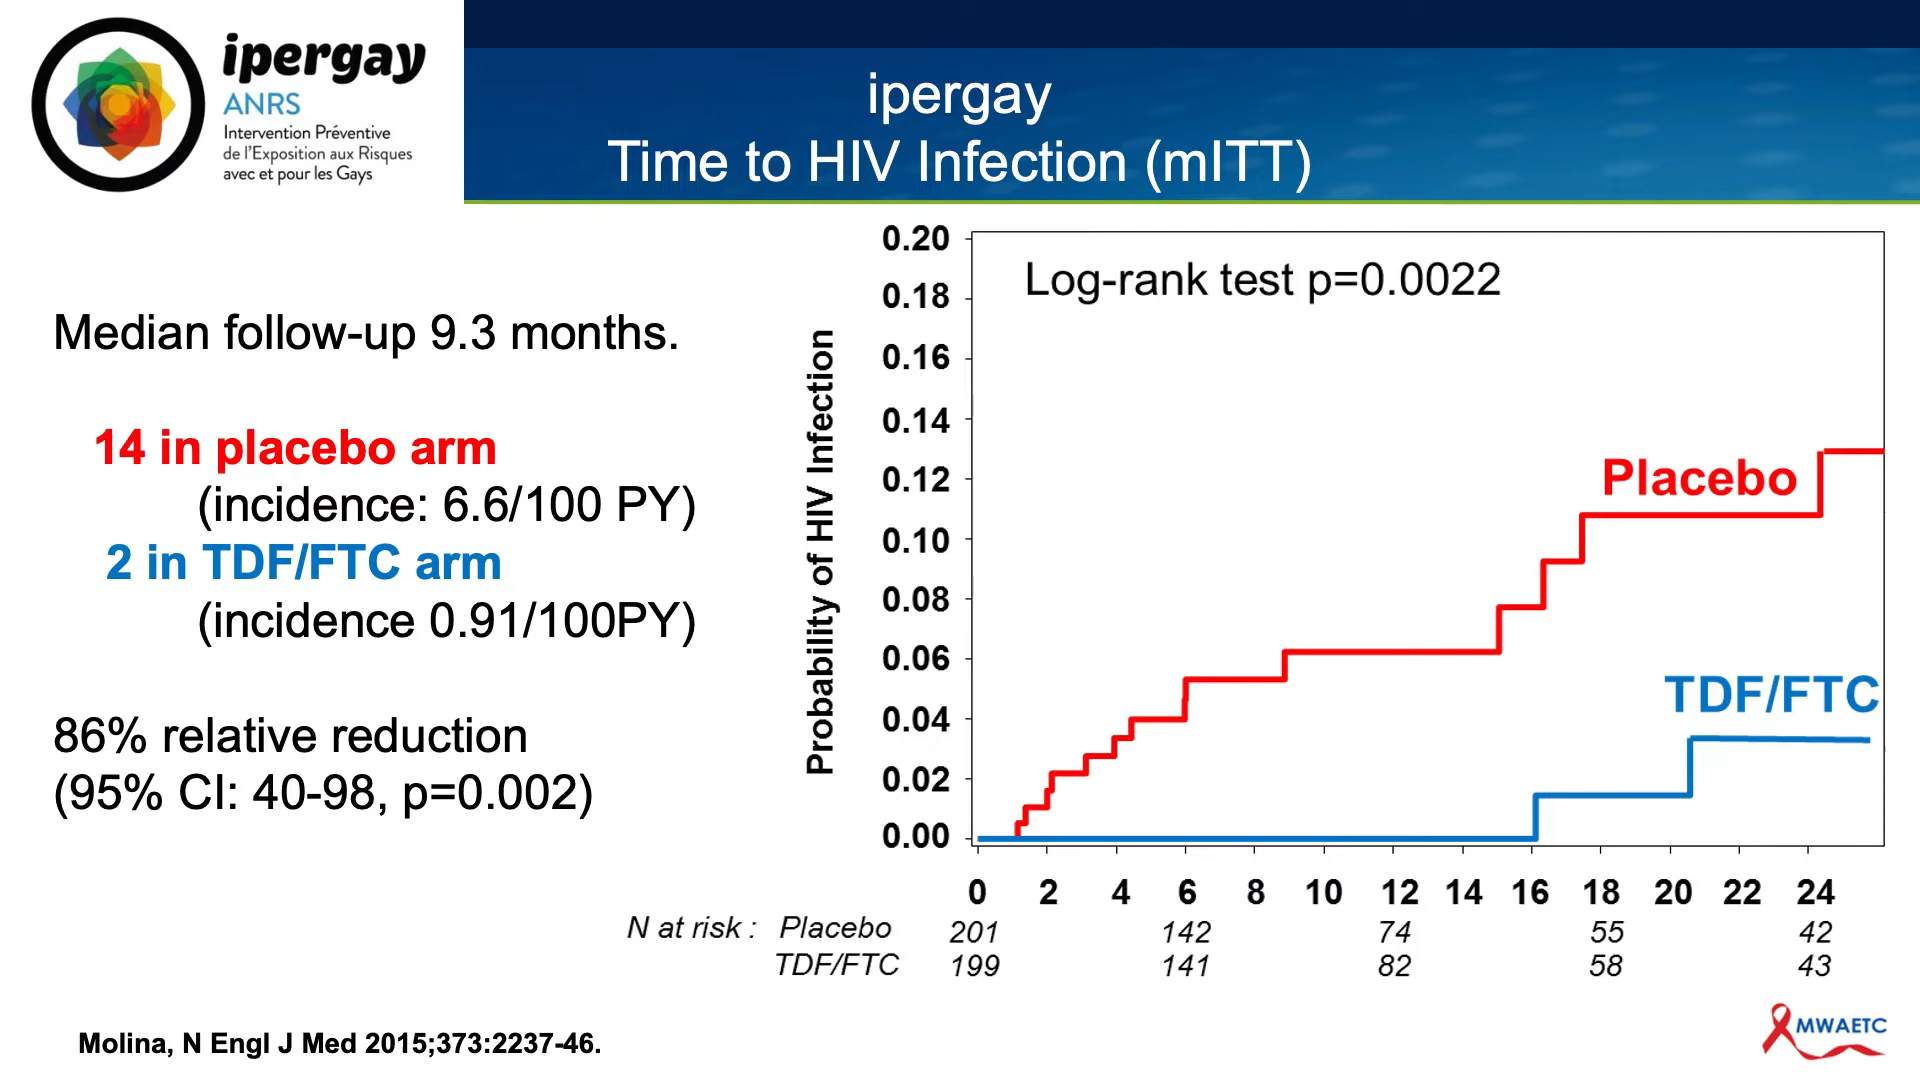 ipergay
ANRS
Intervention Préventive
de l'Exposition aux Risques
avec et pour les Gays
ipergay
Time to HIV Infection (mITT)
Median follow-up 9.3 months.
14 in placebo arm
(incidence: 6.6/100 PY)
2 in TDF/FTC arm
(incidence 0.91/100PY)
86% relative reduction
(95% CI: 40-98, p=0.002)
Probability of HIV Infection
0.20
0.18
0.16
0.14
0.12
0.10
0.08
0.06
0.04
0.02
0.00
Log-rank test p=0.0022
Placebo
TDF/FTC
0 2 4 6 8 10 12 14 16 18 20 22 24
N at risk : Placebo 201 142 74 55 42
TDF/FTC 199 141 82 58 43
Molina, N Engl J Med 2015;373:2237-46.
MWAETC